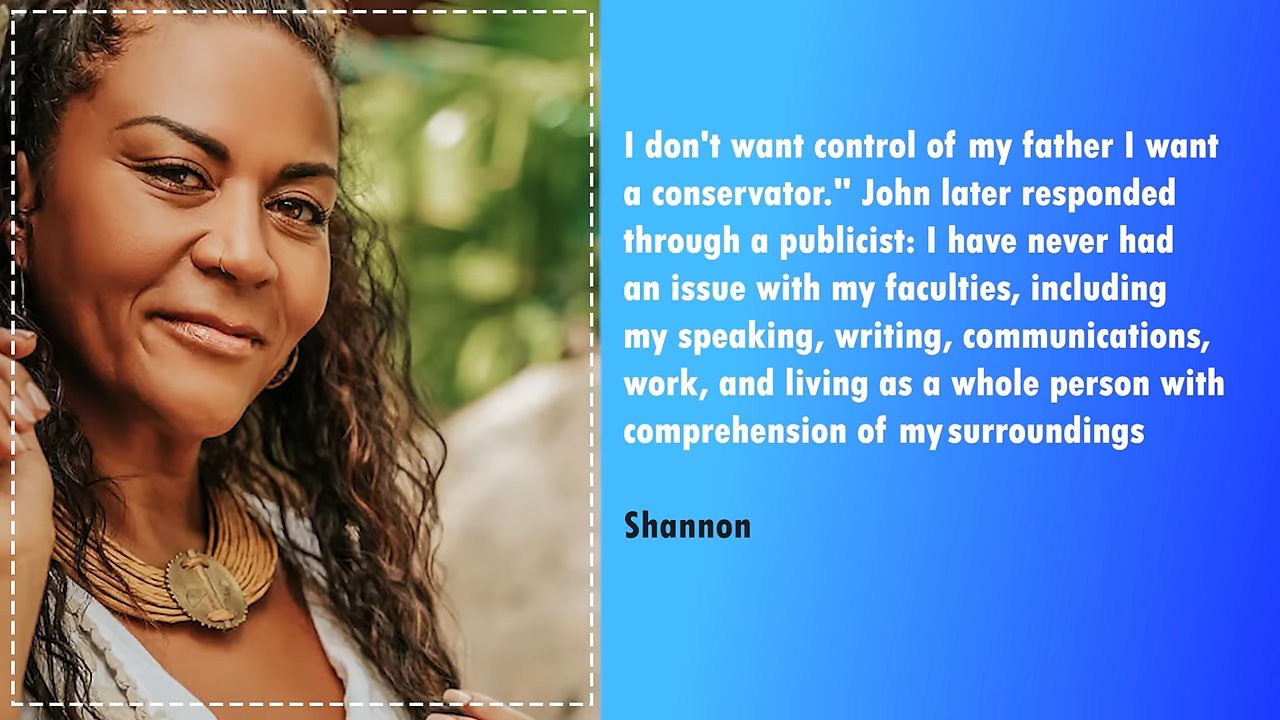 I don't want control of my father I want
a conservator." John later responded
through a publicist: I have never had
an issue with my faculties, including
my speaking, writing, communications,
work, and living as a whole person with
comprehension of my surroundings
Shannon